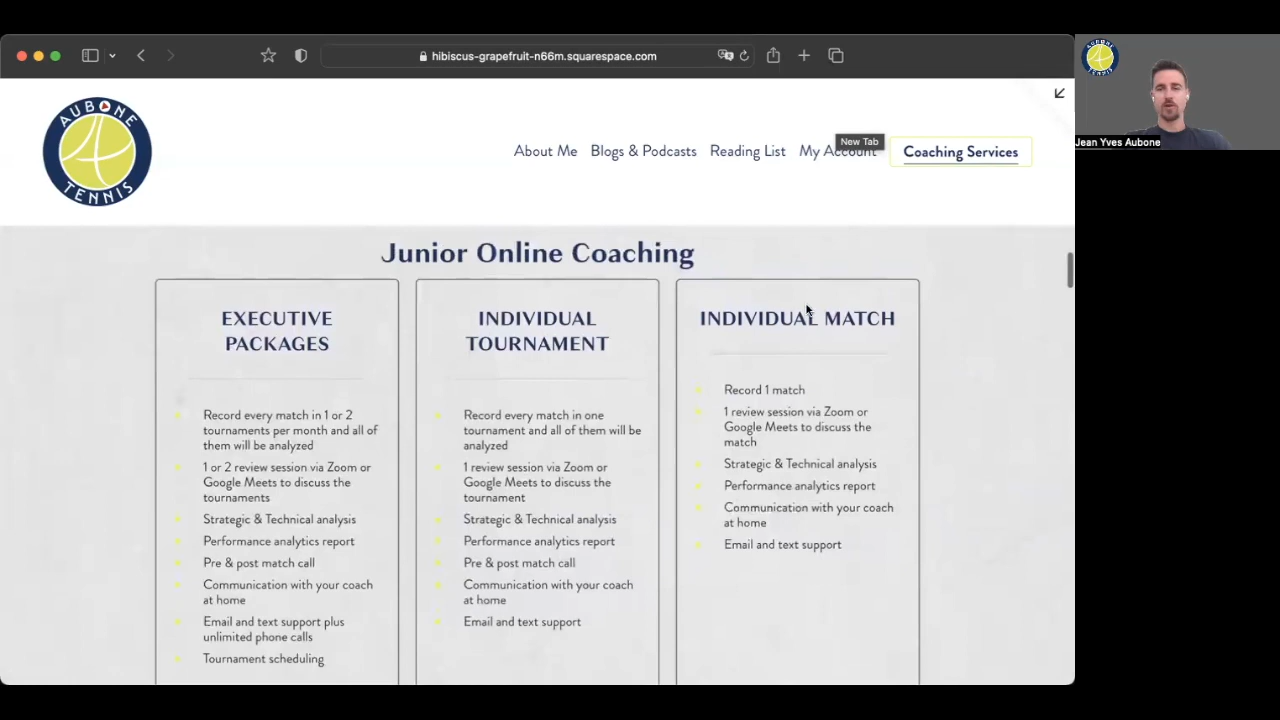 hibiscus-grapefruit-n66m.squarespace.com
AUBONE
TENNIS
Jean Yves Aubone
AUBONE
TENNIS
About Me
Blogs & Podcasts
Reading List
My Account
New Tab
Coaching Services
Junior Online Coaching
EXECUTIVE
PACKAGES
Record every match in 1 or 2
tournaments per month and all of
them will be analyzed
1 or 2 review session via Zoom or
Google Meets to discuss the
tournaments
Strategic & Technical analysis
Performance analytics report
Pre & post match call
Communication with your coach
at home
Email and text support plus
unlimited phone calls
Tournament scheduling
INDIVIDUAL
TOURNAMENT
Record every match in one
tournament and all of them will be
analyzed
1 review session via Zoom or
Google Meets to discuss the
tournament
Strategic & Technical analysis
Performance analytics report
Pre & post match call
Communication with your coach
at home
Email and text support
INDIVIDUAL MATCH
Record 1 match
1 review session via Zoom or
Google Meets to discuss the
match
Strategic & Technical analysis
Performance analytics report
Communication with your coach
at home
Email and text support